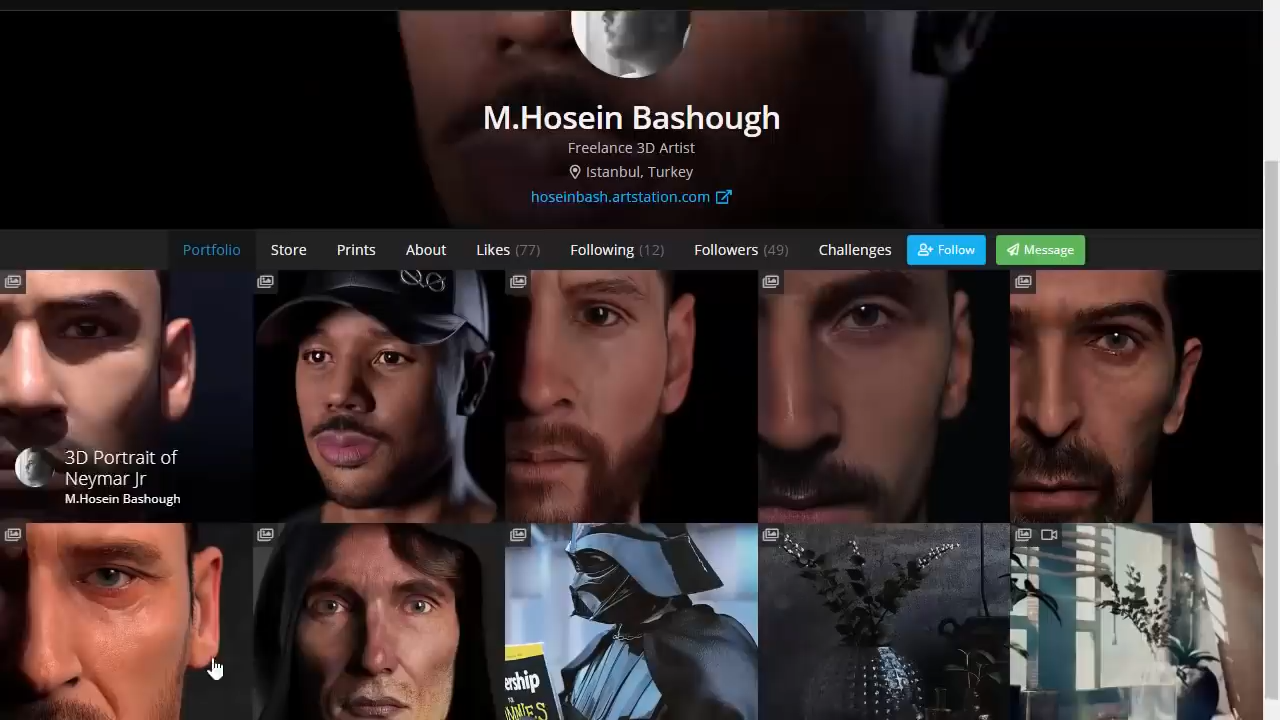 M.Hosein Bashough
Freelance 3D Artist
Istanbul, Turkey
hoseinbash.artstation.com
Portfolio Store Prints About Likes (77) Following (12) Followers (49) Challenges Follow Message
3D Portrait of
Neymar Jr
M.Hosein Bashough
ership